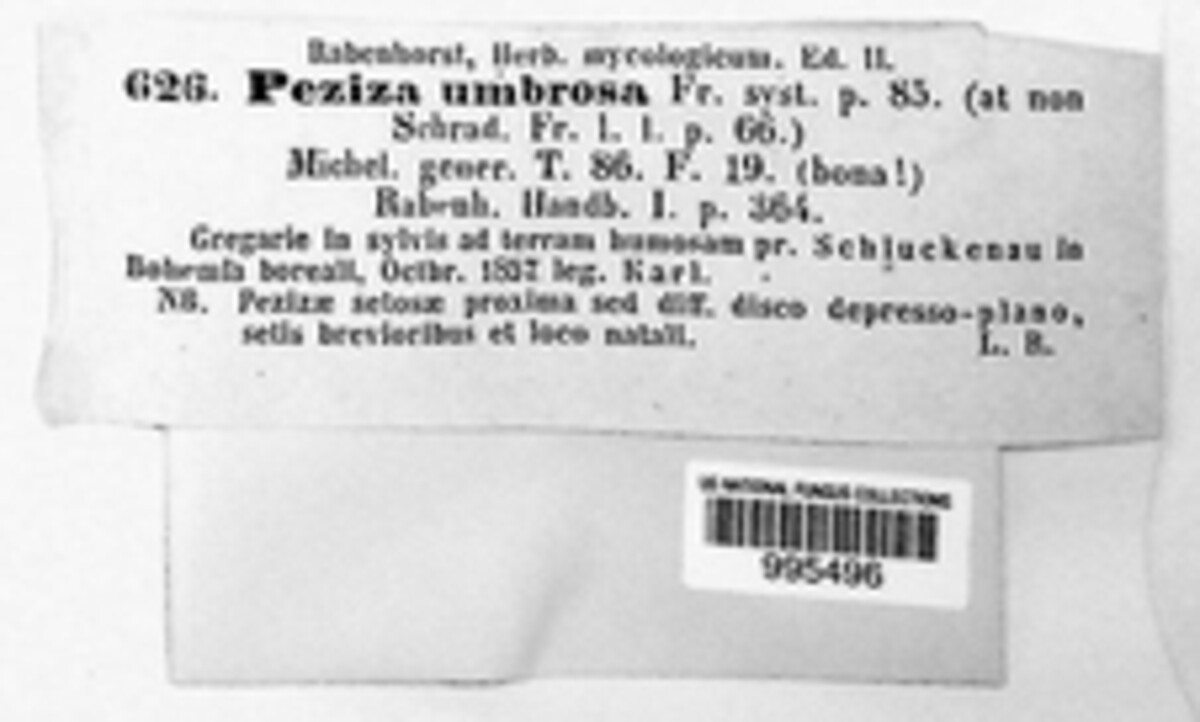 Rabenhorst, Herb. mycologicum. Ed. II.
626. Peziza umbrosa Fr. syst. p. 85. (at non
Schrad. Fr. l. l. p. 66.)
Michel. gener. T. 86. F. 19. (bona!)
Rabenh. Handb. I. p. 364.
Gregarie in sylvis ad terram humosam pr. Schluckenau in
Bohemia boreali, Octbr. 1857 leg. Karl.
NB. Pezizæ setosæ proxima sed diff. disco depresso-plano,
setis brevioribus et loco natali. L. R.
US NATIONAL FUNGUS COLLECTIONS
995496